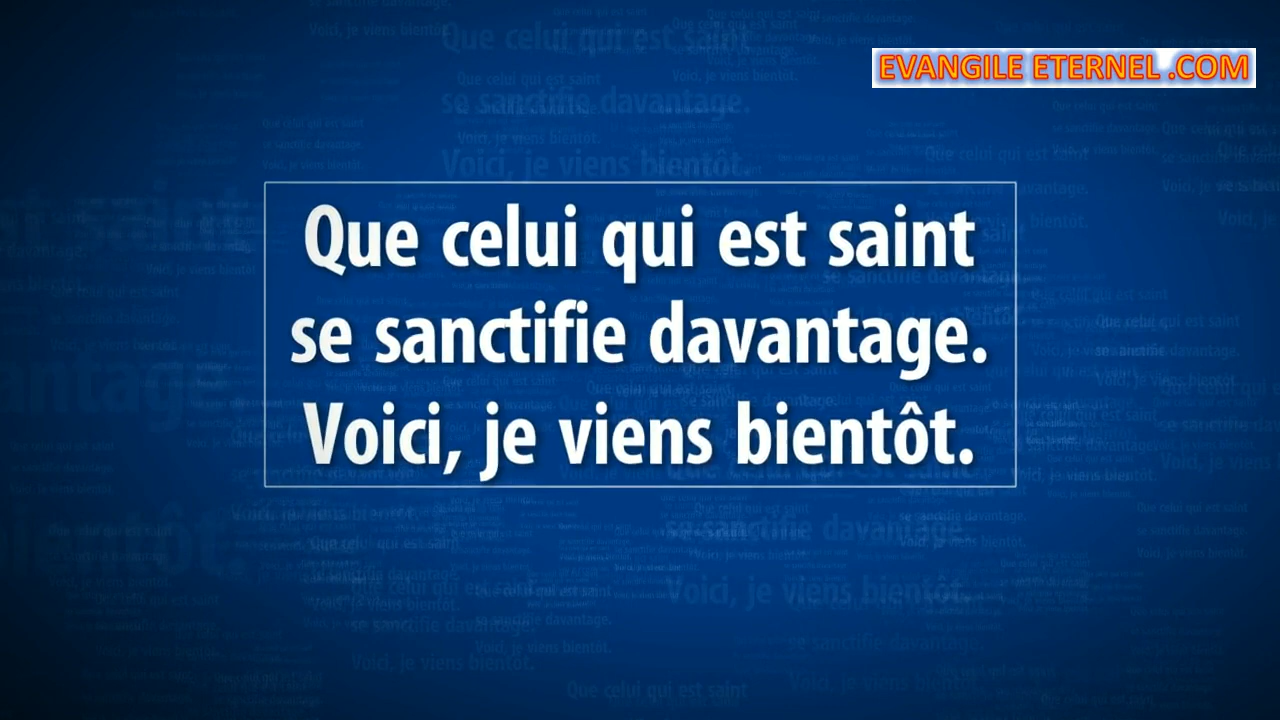 EVANGILE ETERNEL .COM
Que celui qui est saint
se sanctifie davantage.
Voici, je viens bientôt.